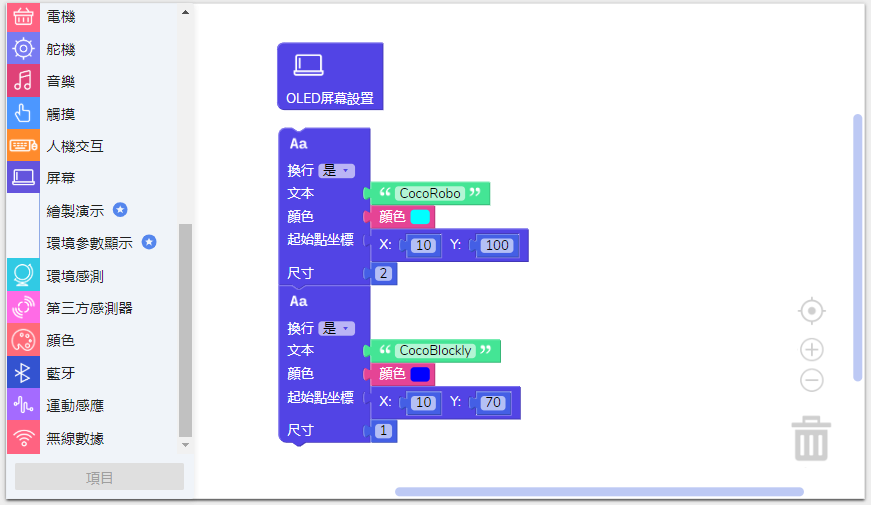 電機
舵機
音樂
觸摸
人機交互
屏幕
繪製演示
環境參數顯示
環境感測
第三方感測器
顏色
藍牙
運動感應
無線數據
項目
OLED屏幕設置
Aa
換行 是
文本 “ CocoRobo ”
顏色 顏色
起始點坐標 X: 10 Y: 100
尺寸 2
Aa
換行 是
文本 “ CocoBlockly ”
顏色 顏色
起始點坐標 X: 10 Y: 70
尺寸 1